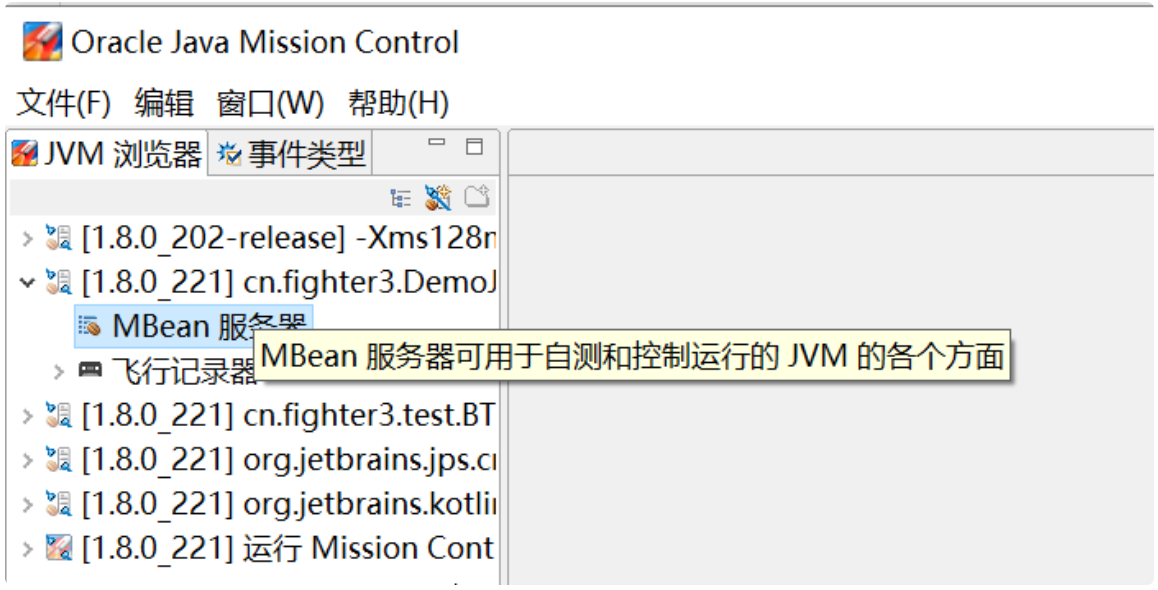 Oracle Java Mission Control
文件(F) 编辑 窗口(W) 帮助(H)
JVM 浏览器 事件类型
[1.8.0_202-release] -Xms128m
[1.8.0_221] cn.fighter3.DemoJ
MBean 服务器
MBean 服务器可用于自测和控制运行的 JVM 的各个方面
飞行记录器
[1.8.0_221] cn.fighter3.test.BT
[1.8.0_221] org.jetbrains.jps.c
[1.8.0_221] org.jetbrains.kotli
[1.8.0_221] 运行 Mission Cont